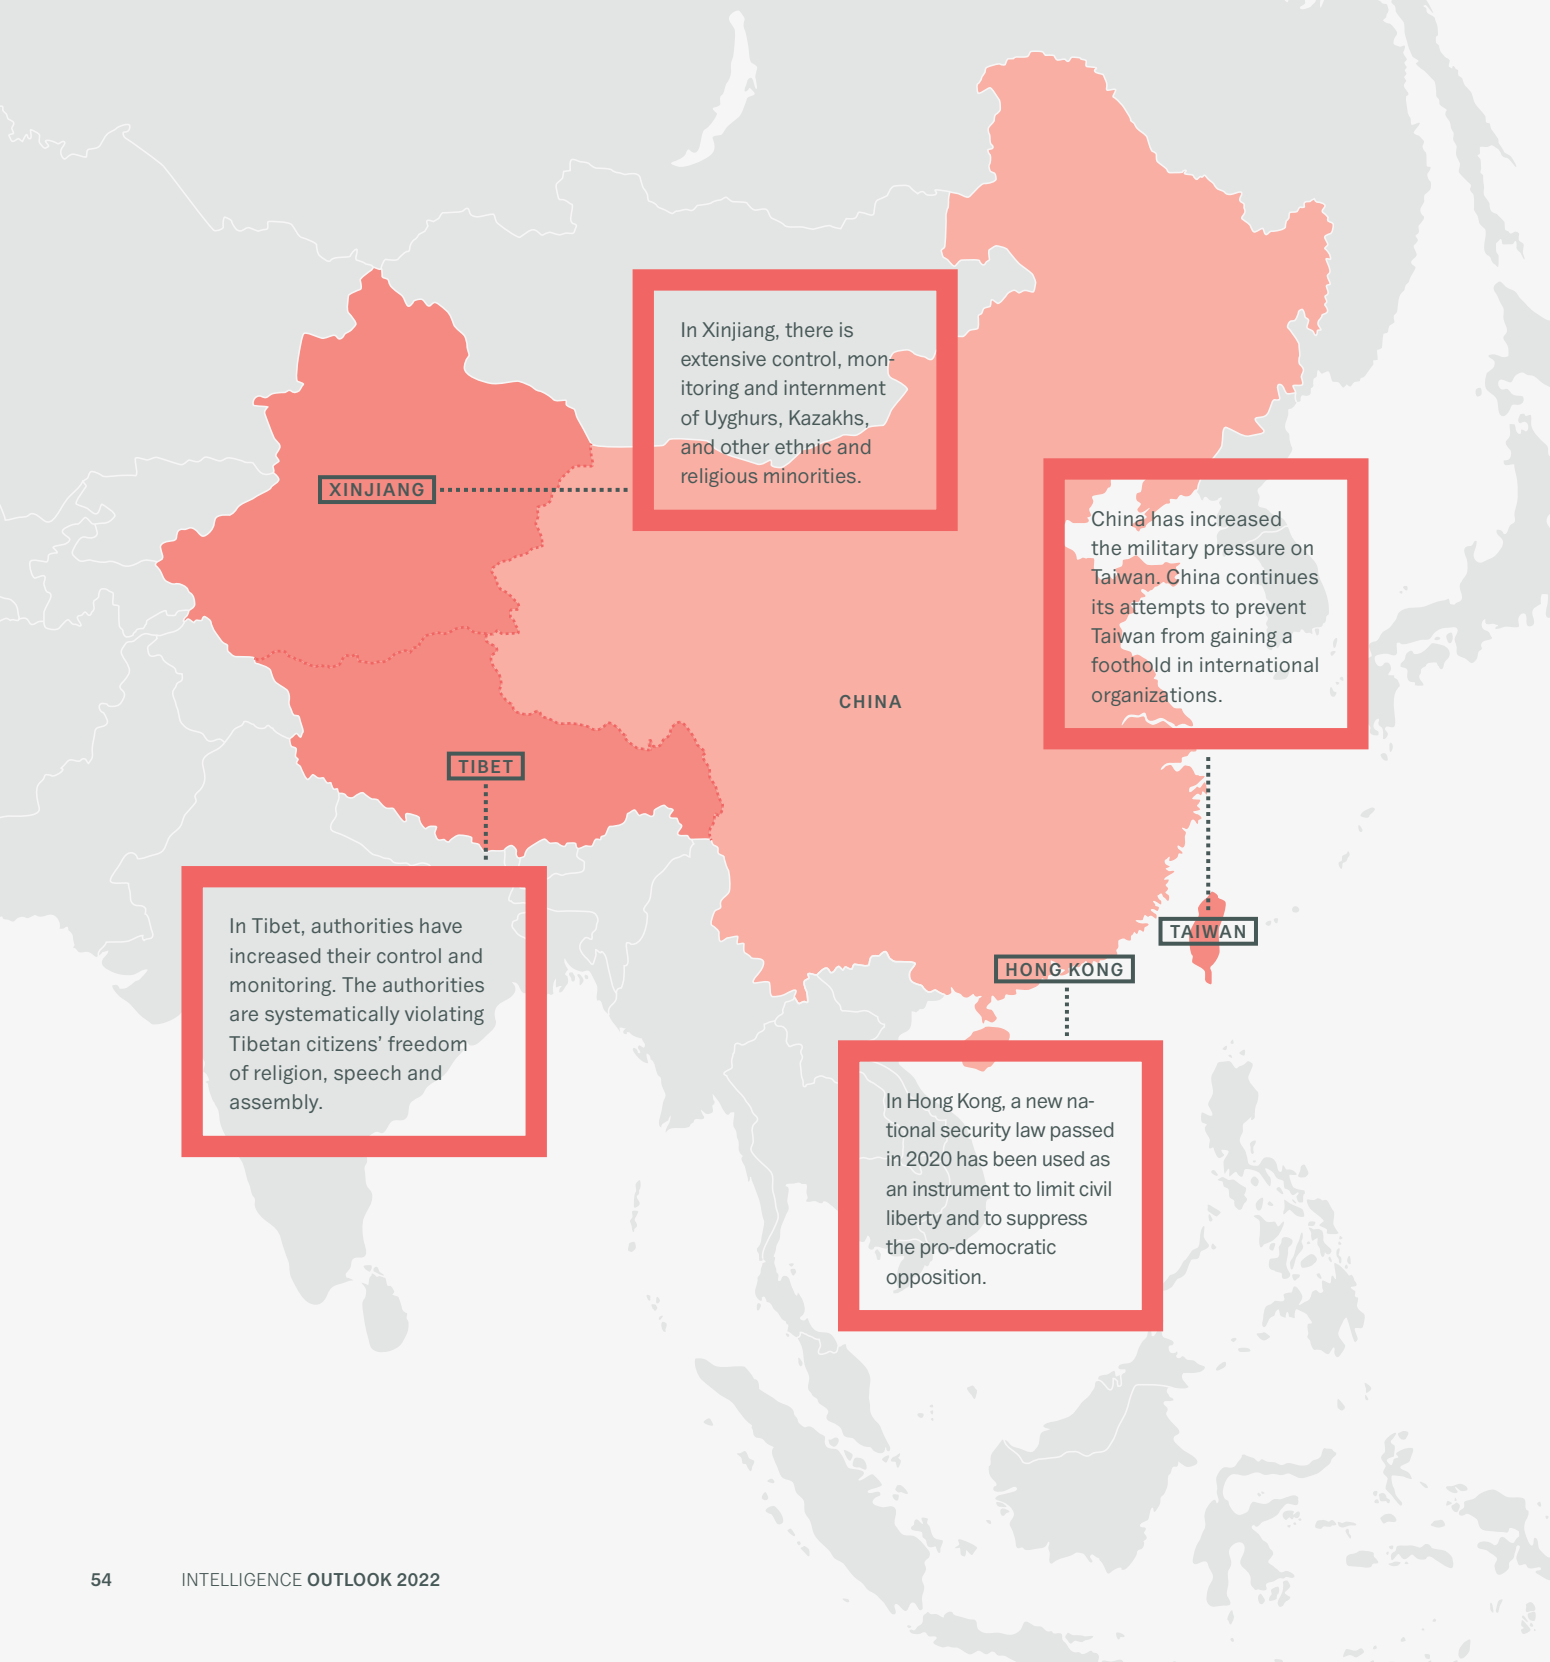 In Xinjiang, there is
extensive control, mon-
itoring and internment
of Uyghurs, Kazakhs,
and other ethnic and
religious minorities.
XINJIANG
China has increased
the military pressure on
Taiwan. China continues
its attempts to prevent
Taiwan from gaining a
foothold in international
organizations.
CHINA
TIBET
In Tibet, authorities have
increased their control and
monitoring. The authorities
are systematically violating
Tibetan citizens’ freedom
of religion, speech and
assembly.
TAIWAN
HONG KONG
In Hong Kong, a new na-
tional security law passed
in 2020 has been used as
an instrument to limit civil
liberty and to suppress
the pro-democratic
opposition.
54 INTELLIGENCE OUTLOOK 2022